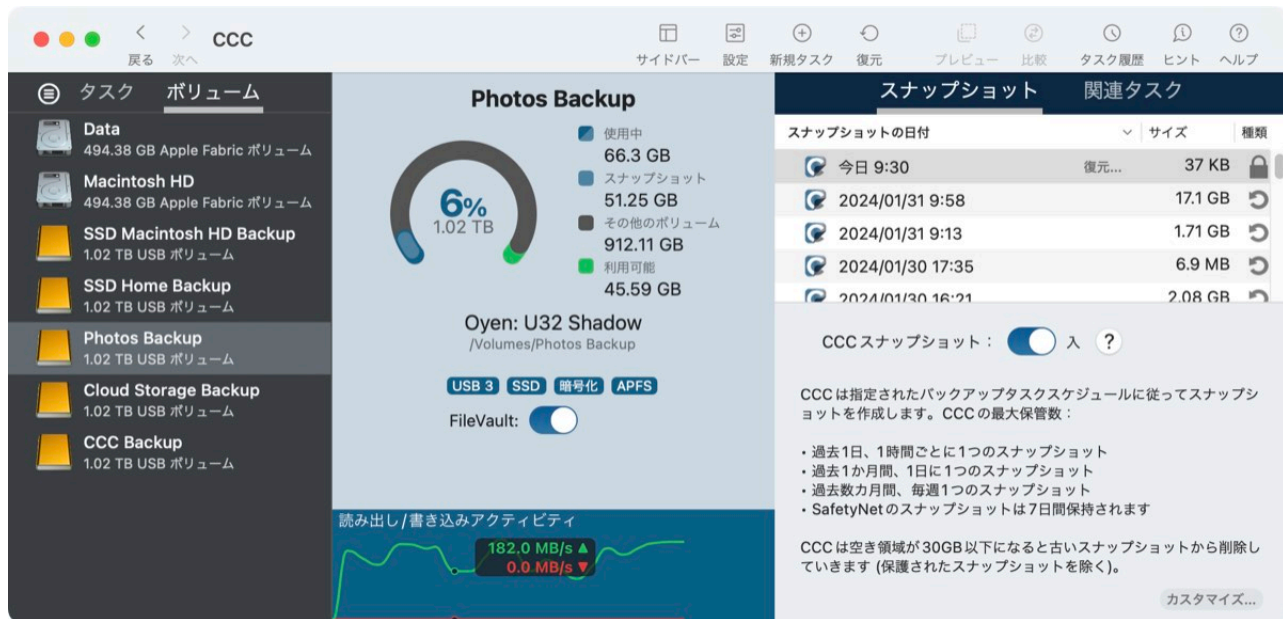 戻る
次へ
CCC
サイドバー
設定
新規タスク
復元
プレビュー
比較
タスク履歴
ヒント
ヘルプ
タスク
ボリューム
Data
494.38 GB Apple Fabric ボリューム
Macintosh HD
494.38 GB Apple Fabric ボリューム
SSD Macintosh HD Backup
1.02 TB USB ボリューム
SSD Home Backup
1.02 TB USB ボリューム
Photos Backup
1.02 TB USB ボリューム
Cloud Storage Backup
1.02 TB USB ボリューム
CCC Backup
1.02 TB USB ボリューム
Photos Backup
6%
1.02 TB
使用中
66.3 GB
スナップショット
51.25 GB
その他のボリューム
912.11 GB
利用可能
45.59 GB
Oyen: U32 Shadow
/Volumes/Photos Backup
USB 3 SSD 暗号化 APFS
FileVault:
読み出し/書き込みアクティビティ
182.0 MB/s ▲
0.0 MB/s ▼
スナップショット
関連タスク
スナップショットの日付 サイズ 種類
今日 9:30 復元... 37 KB
2024/01/31 9:58 17.1 GB
2024/01/31 9:13 1.71 GB
2024/01/30 17:35 6.9 MB
2024/01/30 16:21 2.08 GB
CCC スナップショット： 入 ?
CCC は指定されたバックアップタスクスケジュールに従ってスナップシ
ョットを作成します。CCC の最大保管数：
・過去1日、1時間ごとに1つのスナップショット
・過去1か月間、1日に1つのスナップショット
・過去数カ月間、毎週1つのスナップショット
・SafetyNet のスナップショットは7日間保持されます
CCC は空き領域が 30GB 以下になると古いスナップショットから削除し
ていきます (保護されたスナップショットを除く)。
カスタマイズ...